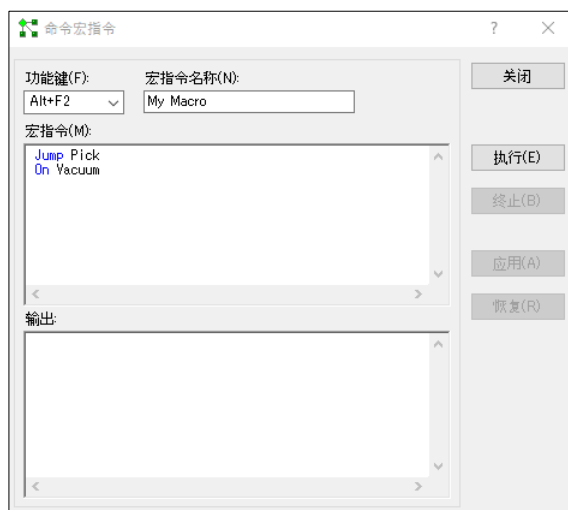 命令宏指令
功能键(F):
宏指令名称(N):
关闭
Alt+F2
My Macro
宏指令(M):
Jump Pick
On Vacuum
执行(E)
终止(B)
应用(A)
恢复(R)
输出: